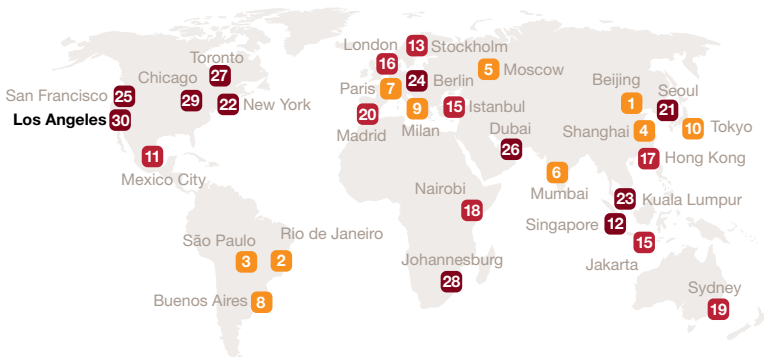 London
13
Stockholm
16
Toronto
27
Chicago
Paris
7
24
Berlin
5
Moscow
San Francisco
25
29
22
New York
9
15
Istanbul
Beijing
1
Seoul
21
Los Angeles
30
20
Madrid
Milan
Dubai
26
Shanghai
4
10
Tokyo
11
Mexico City
17
Hong Kong
6
Mumbai
Nairobi
18
23
Kuala Lumpur
Singapore
12
São Paulo
3
Rio de Janeiro
2
15
Jakarta
Johannesburg
28
Buenos Aires
8
Sydney
19